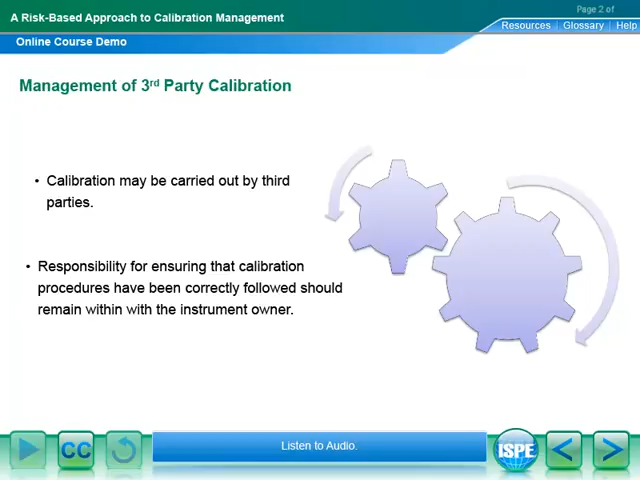 A Risk-Based Approach to Calibration Management
Page 2 of
Resources | Glossary | Help
Online Course Demo
Management of 3rd Party Calibration
• Calibration may be carried out by third
parties.
• Responsibility for ensuring that calibration
procedures have been correctly followed should
remain within with the instrument owner.
CC
Listen to Audio.
ISPE